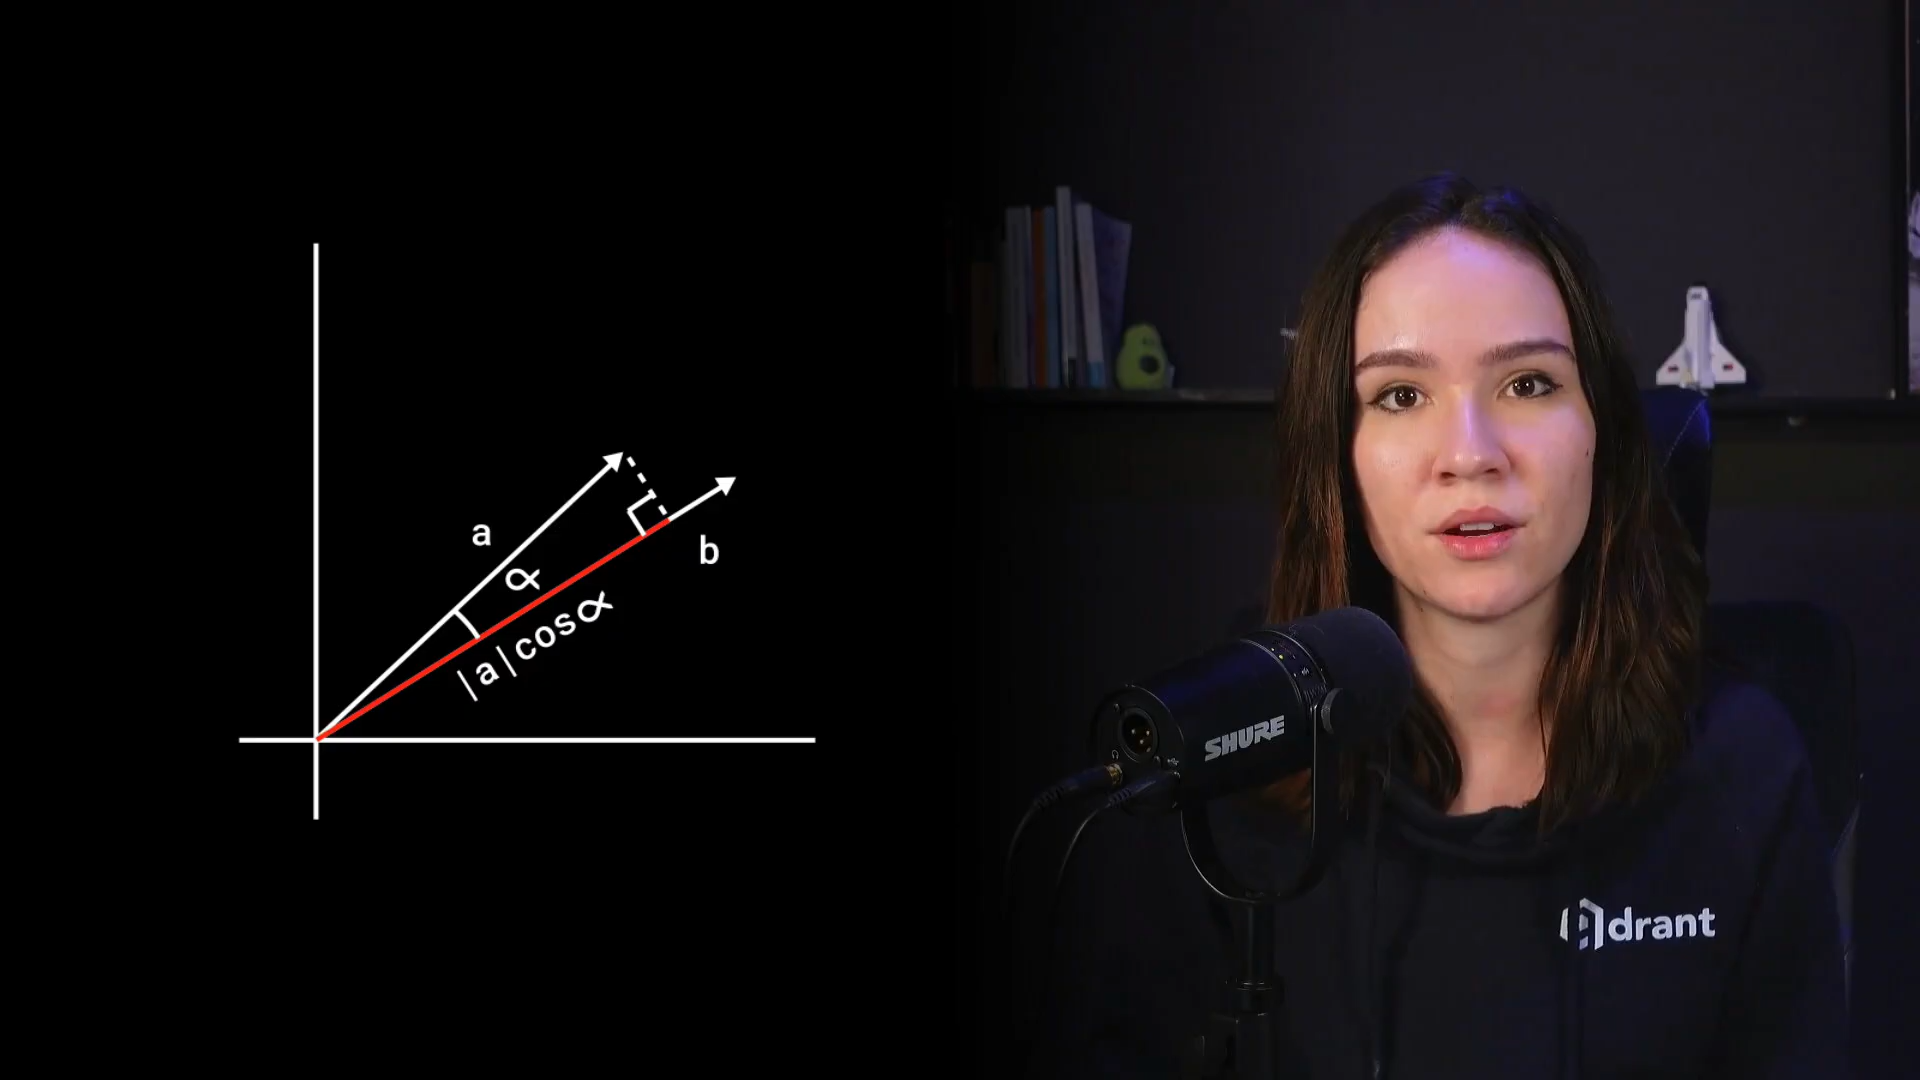 a
α
b
|a|cosα
SHURE
drant